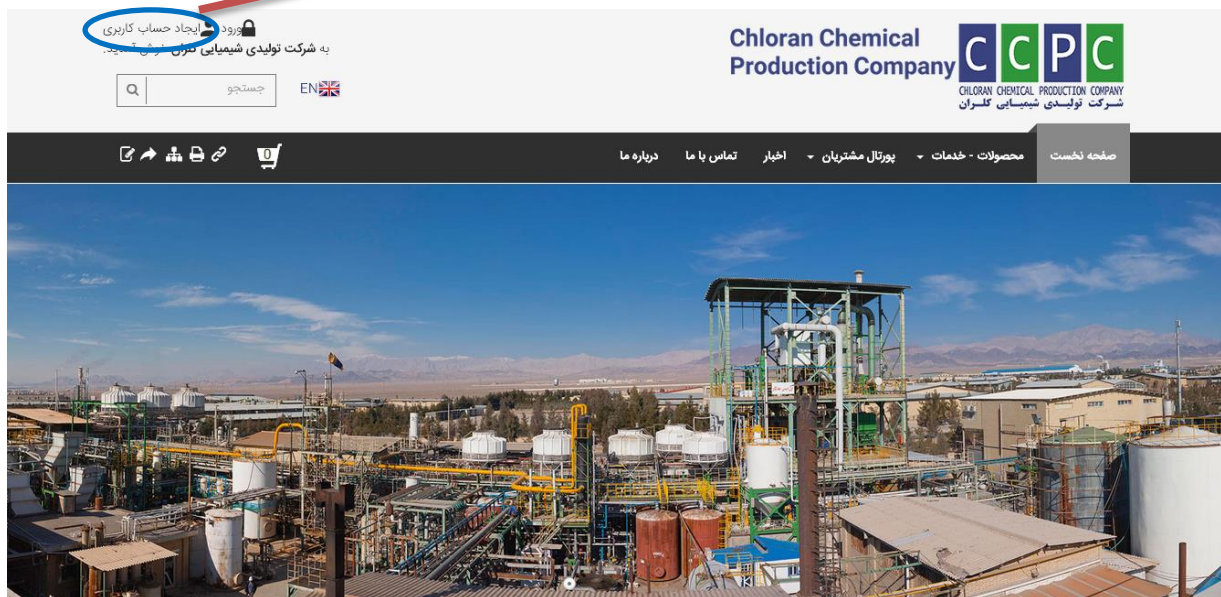 ورود ایجاد حساب کاربری
به شرکت تولیدی شیمیایی کلران خوش آمدید.
جستجو
EN
Chloran Chemical
Production Company
CCPC
CHLORAN CHEMICAL PRODUCTION COMPANY
شرکت تولیدی شیمیایی کلران
صفحه نخست محصولات - خدمات پورتال مشتریان اخبار تماس با ما درباره ما
0